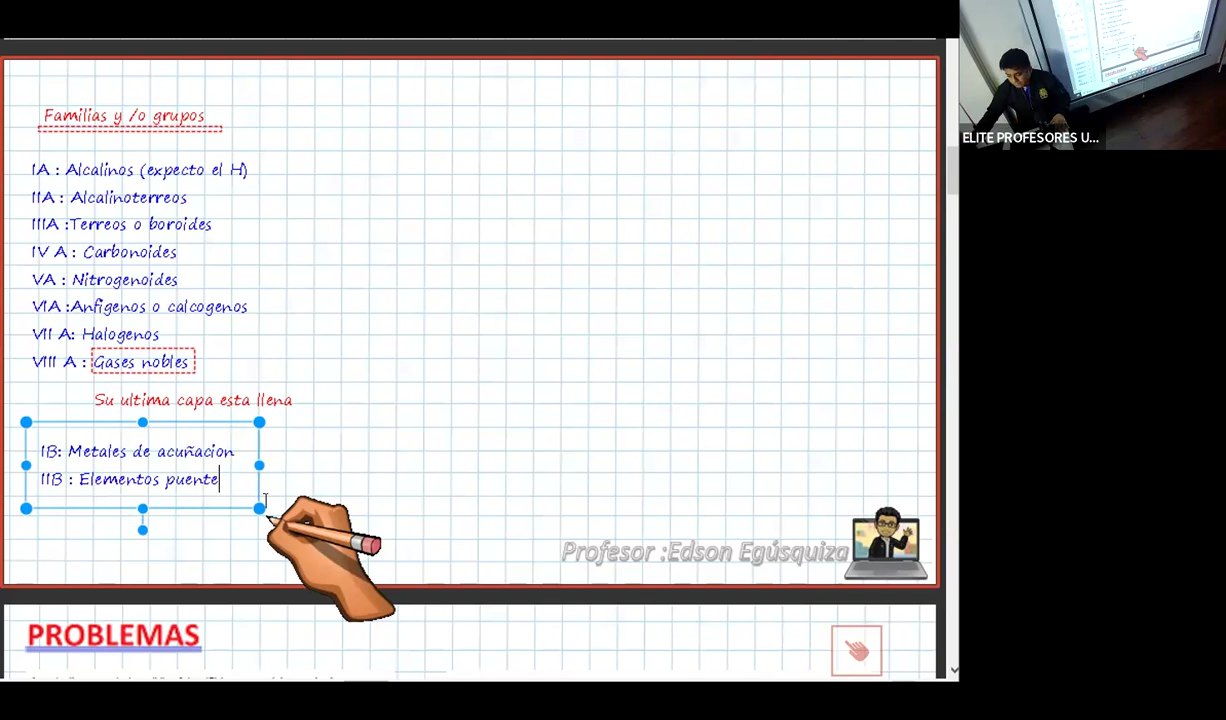 Familias y /o grupos
IA : Alcalinos (expecto el H)
IIA : Alcalinoterreos
IIIA :Terreos o boroides
IV A : Carbonoides
VA : Nitrogenoides
VIA :Anfigenos o calcogenos
VII A: Halogenos
VIII A : Gases nobles
Su ultima capa esta llena
IB: Metales de acuñacion
IIB : Elementos puente
Profesor :Edson Egúsquiza
PROBLEMAS
ELITE PROFESORES U...